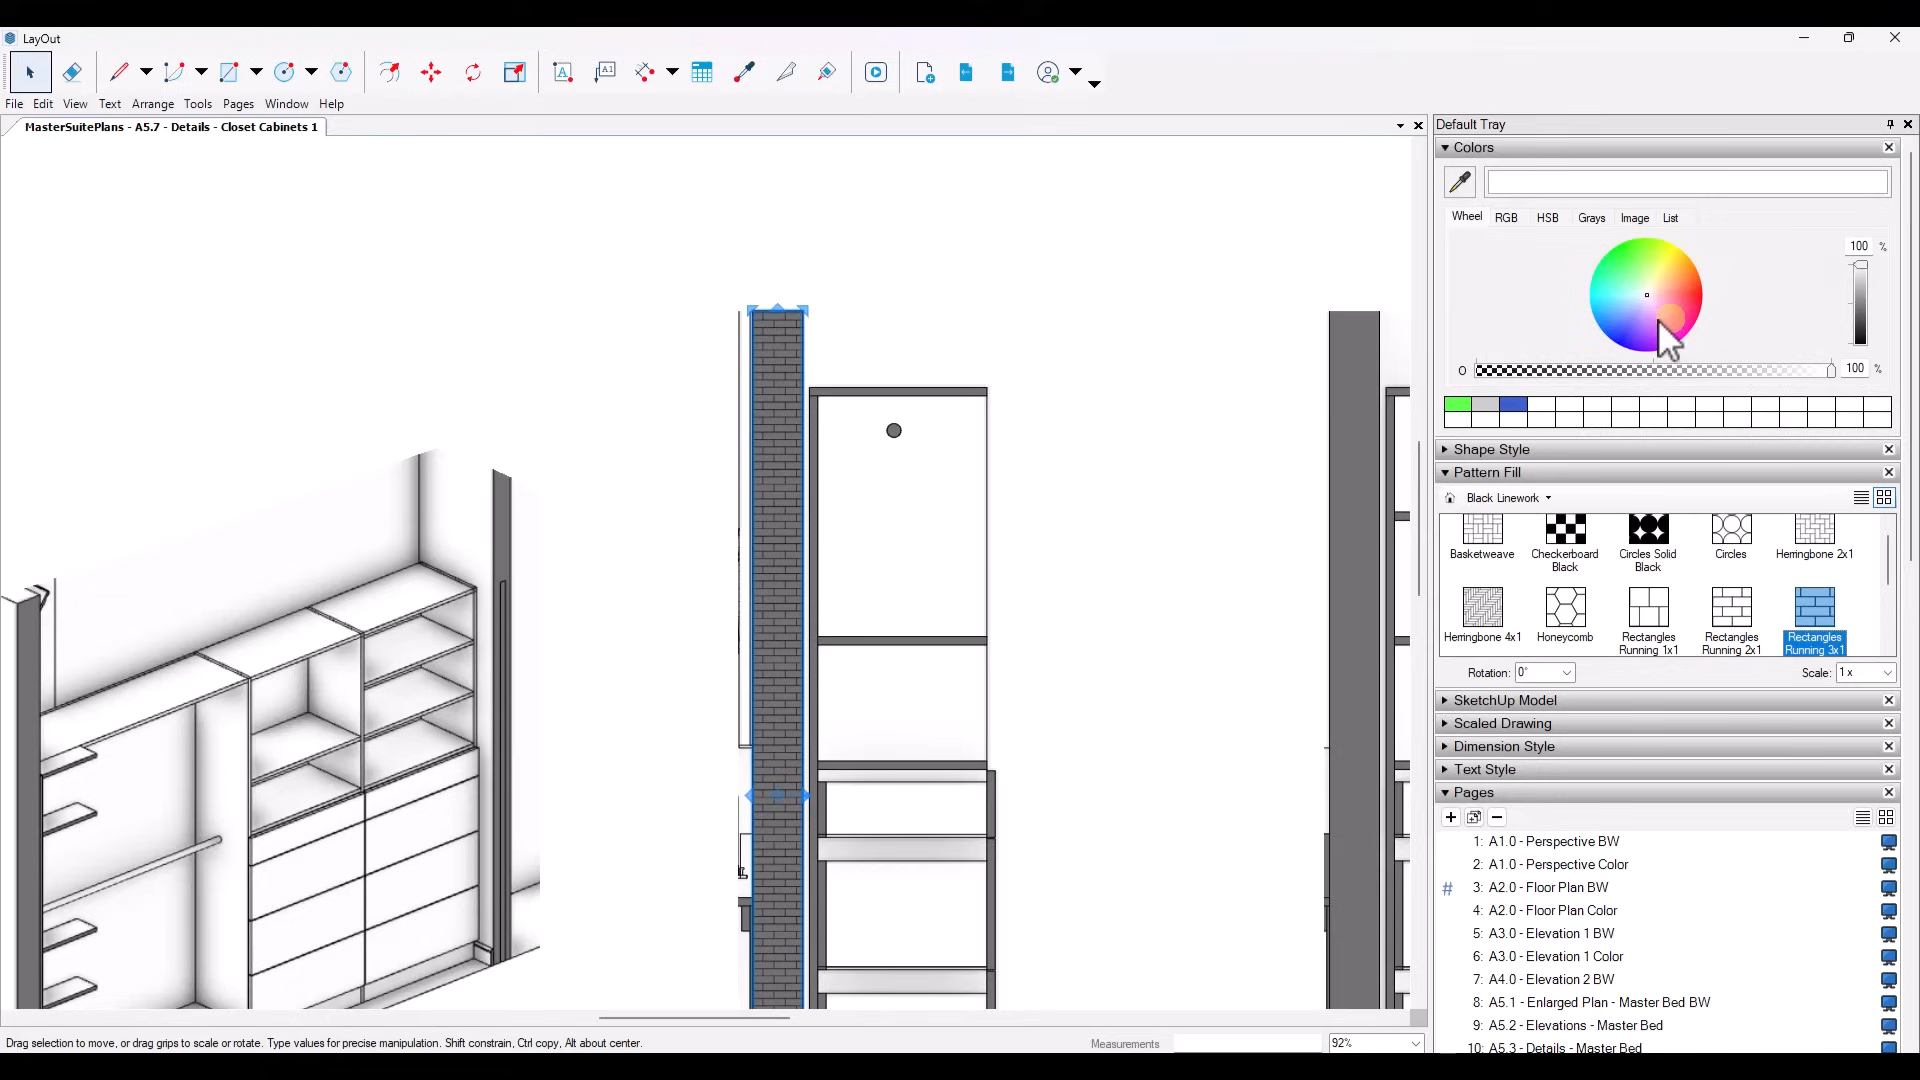 LayOut
File Edit View Text Arrange Tools Pages Window Help
MasterSuitePlans - A5.7 - Details - Closet Cabinets 1
Default Tray
Colors
Wheel RGB HSB Grays Image List
100 %
O 100 %
Shape Style
Pattern Fill
Black Linework
Basketweave
Checkerboard Black
Circles Solid Black
Circles
Herringbone 2x1
Herringbone 4x1
Honeycomb
Rectangles Running 1x1
Rectangles Running 2x1
Rectangles Running 3x1
Rotation: 0° Scale: 1x
SketchUp Model
Scaled Drawing
Dimension Style
Text Style
Pages
1: A1.0 - Perspective BW
2: A1.0 - Perspective Color
# 3: A2.0 - Floor Plan BW
4: A2.0 - Floor Plan Color
5: A3.0 - Elevation 1 BW
6: A3.0 - Elevation 1 Color
7: A4.0 - Elevation 2 BW
8: A5.1 - Enlarged Plan - Master Bed BW
9: A5.2 - Elevations - Master Bed
10: A5.3 - Details - Master Bed
Drag selection to move, or drag grips to scale or rotate. Type values for precise manipulation. Shift constrain, Ctrl copy, Alt about center.
Measurements
92%